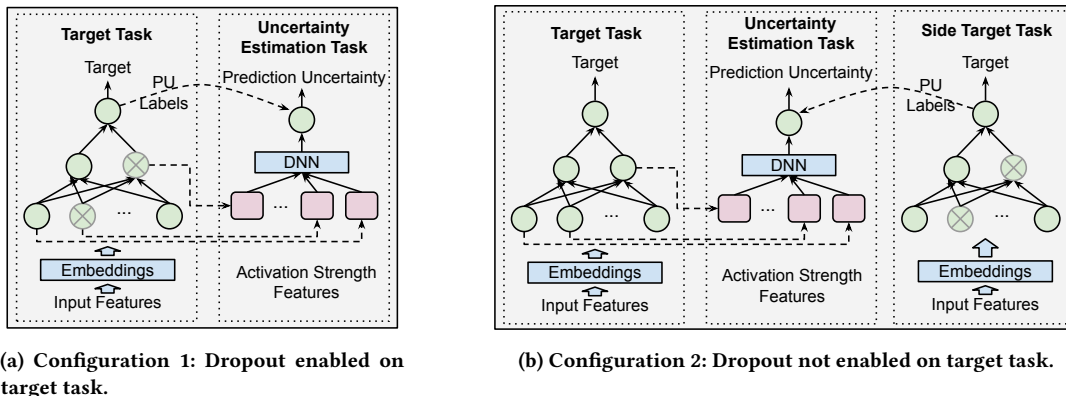 Target Task
Uncertainty
Estimation Task
Target
PU
Labels
Prediction Uncertainty
DNN
...
...
Embeddings
Input Features
Activation Strength
Features
(a) Configuration 1: Dropout enabled on
target task.
Target Task
Uncertainty
Estimation Task
Side Target Task
Target
Prediction Uncertainty
PU
Labels
Target
DNN
...
...
...
Embeddings
Input Features
Activation Strength
Features
Embeddings
Input Features
(b) Configuration 2: Dropout not enabled on target task.